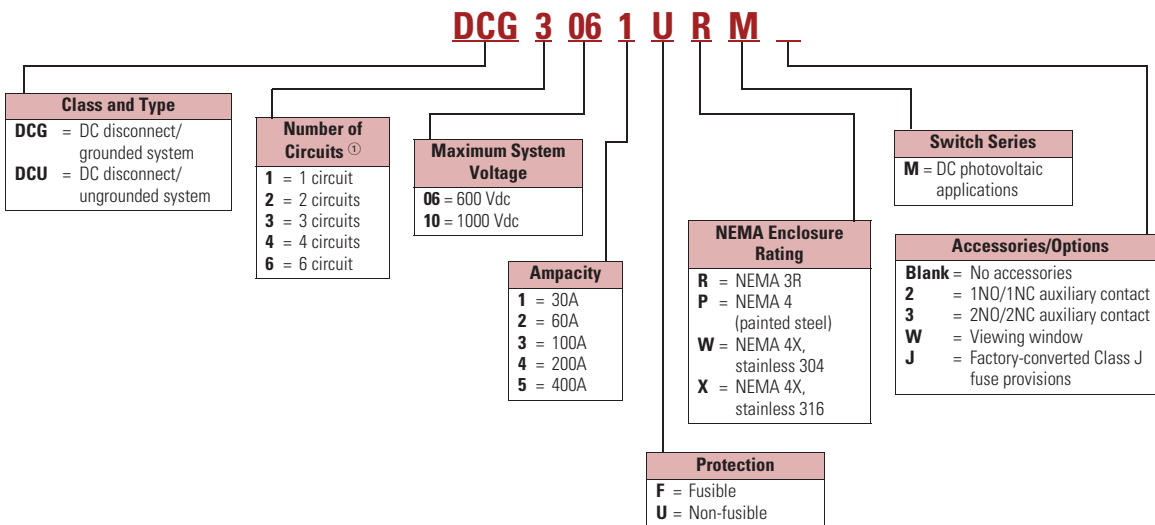 DCG 3 06 1 U R M
Class and Type
DCG = DC disconnect/
grounded system
DCU = DC disconnect/
ungrounded system
Number of
Circuits ①
1 = 1 circuit
2 = 2 circuits
3 = 3 circuits
4 = 4 circuits
6 = 6 circuit
Maximum System
Voltage
06 = 600 Vdc
10 = 1000 Vdc
Ampacity
1 = 30A
2 = 60A
3 = 100A
4 = 200A
5 = 400A
Protection
F = Fusible
U = Non-fusible
NEMA Enclosure
Rating
R = NEMA 3R
P = NEMA 4
(painted steel)
W = NEMA 4X,
stainless 304
X = NEMA 4X,
stainless 316
Switch Series
M = DC photovoltaic
applications
Accessories/Options
Blank = No accessories
2 = 1NO/1NC auxiliary contact
3 = 2NO/2NC auxiliary contact
W = Viewing window
J = Factory-converted Class J
fuse provisions